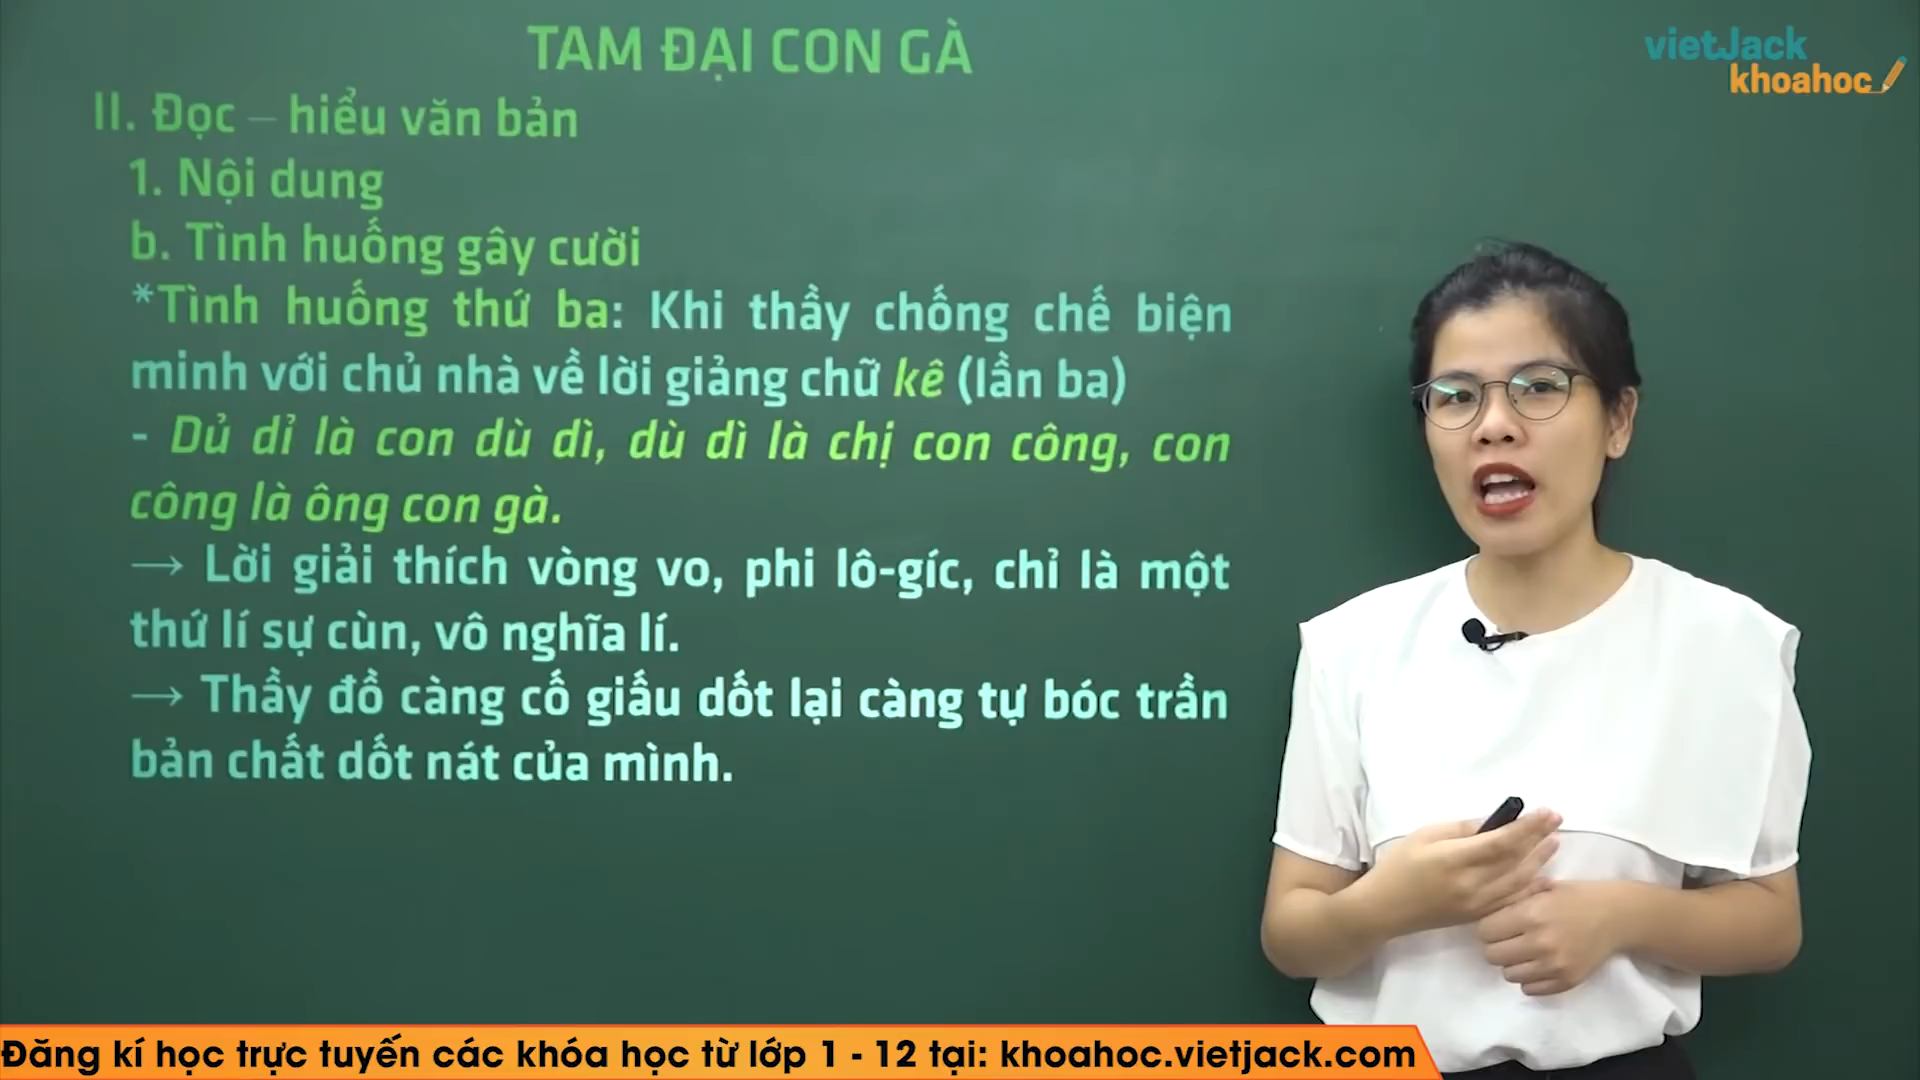 TAM ĐẠI CON GÀ
vietJack
khoahoc
II. Đọc – hiểu văn bản
1. Nội dung
b. Tình huống gây cười
*Tình huống thứ ba: Khi thầy chống chế biện
minh với chủ nhà về lời giảng chữ kê (lần ba)
- Dủ dỉ là con dù dì, dù dì là chị con công, con
công là ông con gà.
→ Lời giải thích vòng vo, phi lô-gíc, chỉ là một
thứ lí sự cùn, vô nghĩa lí.
→ Thầy đồ càng cố giấu dốt lại càng tự bóc trần
bản chất dốt nát của mình.
Đăng kí học trực tuyến các khóa học từ lớp 1 - 12 tại: khoahoc.vietjack.com